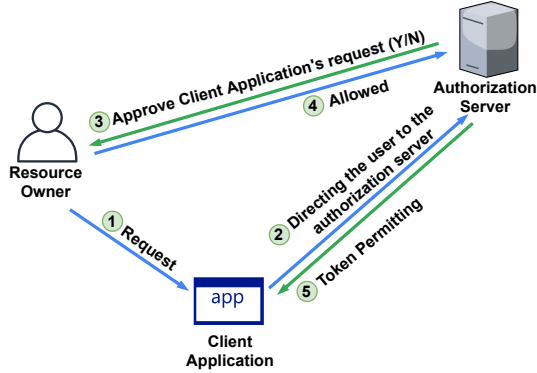 3 Approve Client Application's request (Y/N)
4 Allowed
Authorization
Server
Resource
Owner
1 Request
2 Directing the user to the
authorization server
5 Token Permitting
app
Client
Application